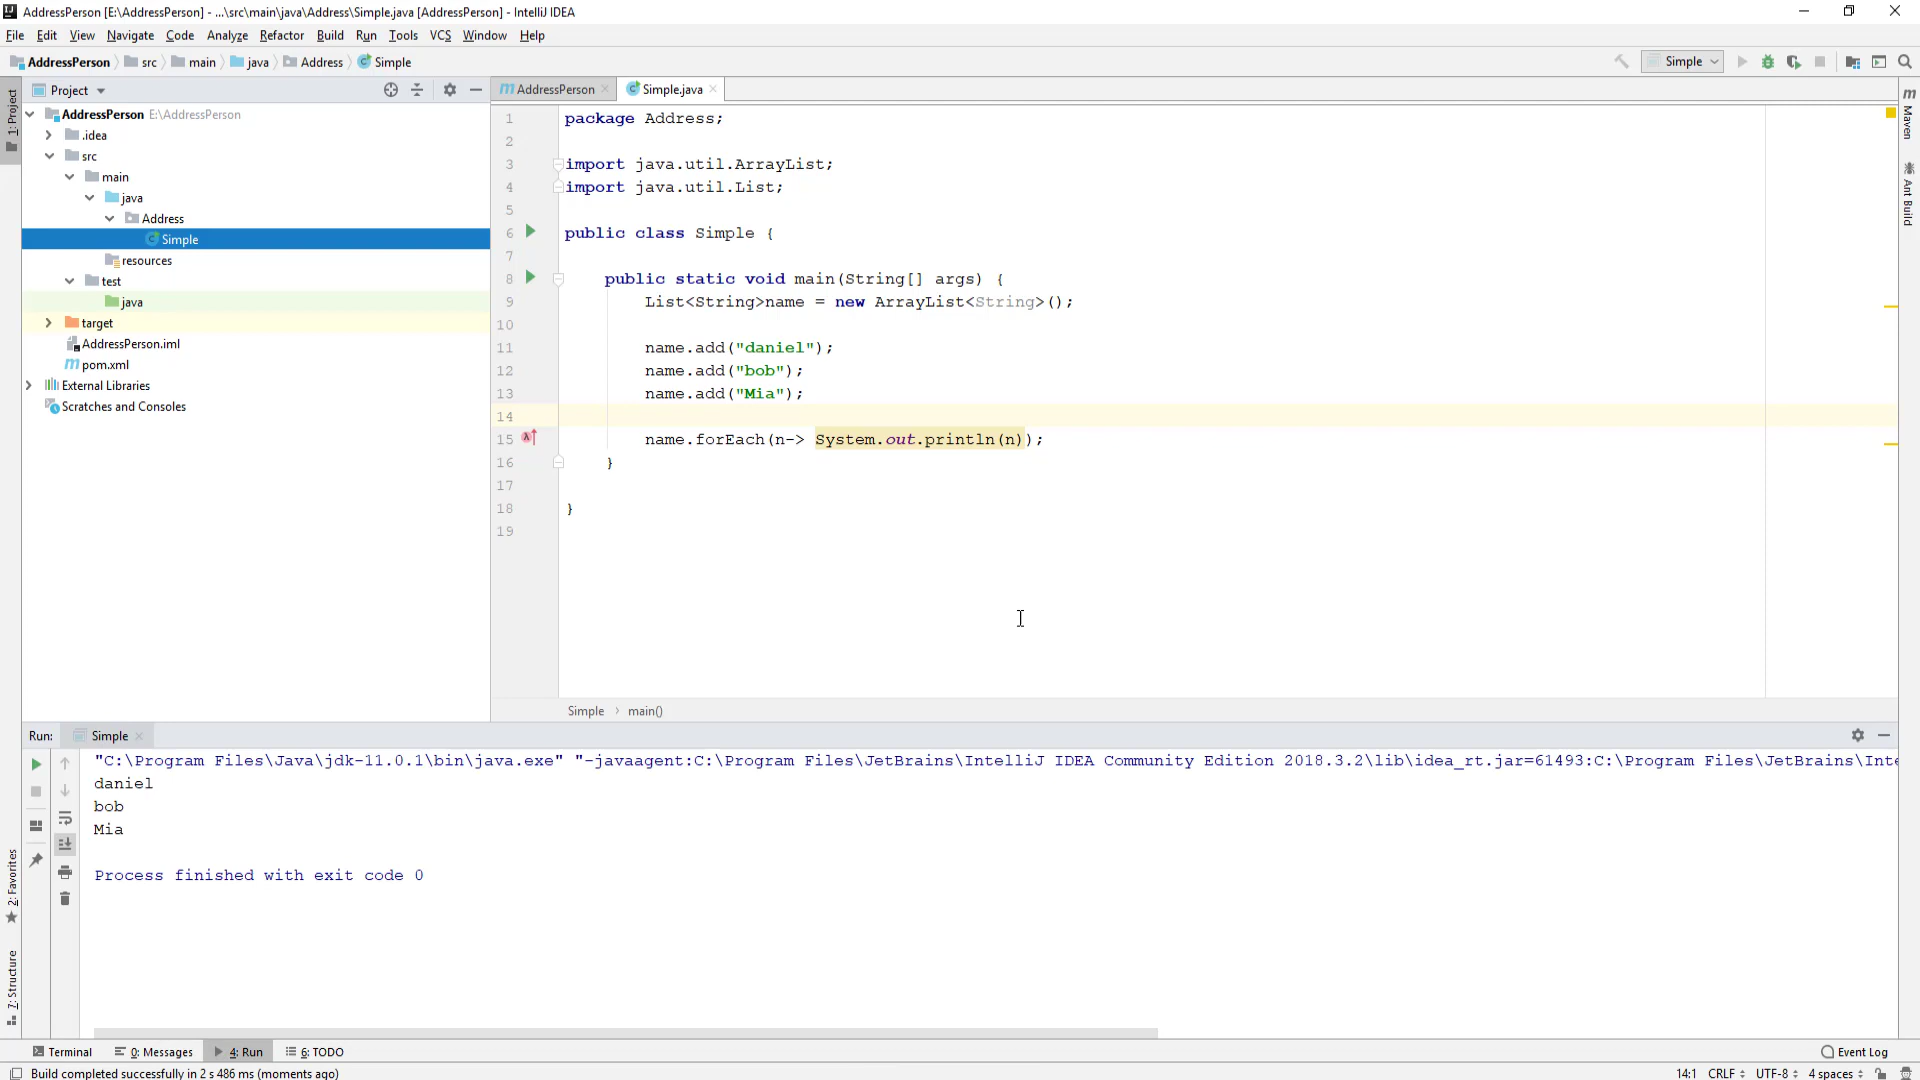 AddressPerson [E:\AddressPerson] - ...\src\main\java\Address\Simple.java [AddressPerson] - IntelliJ IDEA
File Edit View Navigate Code Analyze Refactor Build Run Tools VCS Window Help
AddressPerson src main java Address Simple
Simple
1: Project
Project
AddressPerson E:\AddressPerson
.idea
src
main
java
Address
Simple
resources
test
java
target
AddressPerson.iml
pom.xml
External Libraries
Scratches and Consoles
AddressPerson
Simple.java
1 package Address;
2
3 import java.util.ArrayList;
4 import java.util.List;
5
6 public class Simple {
7
8 public static void main(String[] args) {
9 List<String>name = new ArrayList<String>();
10
11 name.add("daniel");
12 name.add("bob");
13 name.add("Mia");
14
15 name.forEach(n-> System.out.println(n));
16 }
17
18 }
19
Simple › main()
Maven
Ant Build
Run: Simple
"C:\Program Files\Java\jdk-11.0.1\bin\java.exe" "-javaagent:C:\Program Files\JetBrains\IntelliJ IDEA Community Edition 2018.3.2\lib\idea_rt.jar=61493:C:\Program Files\JetBrains\Inte
daniel
bob
Mia
Process finished with exit code 0
2: Favorites
7: Structure
Terminal 0: Messages 4: Run 6: TODO Event Log
Build completed successfully in 2 s 486 ms (moments ago) 14:1 CRLF UTF-8 4 spaces